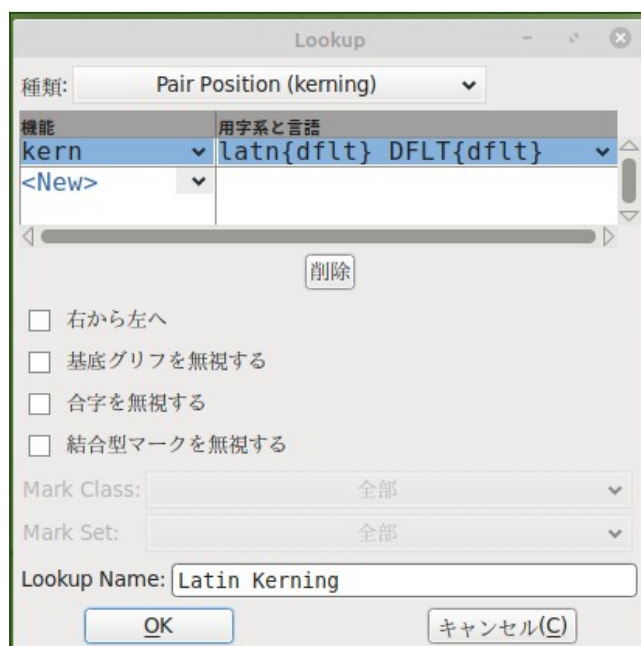 Lookup
種類: Pair Position (kerning)
機能 用字系と言語
kern latn{dflt} DFLT{dflt}
<New>
削除
右から左へ
基底グリフを無視する
合字を無視する
結合型マークを無視する
Mark Class: 全部
Mark Set: 全部
Lookup Name: Latin Kerning
OK キャンセル(C)